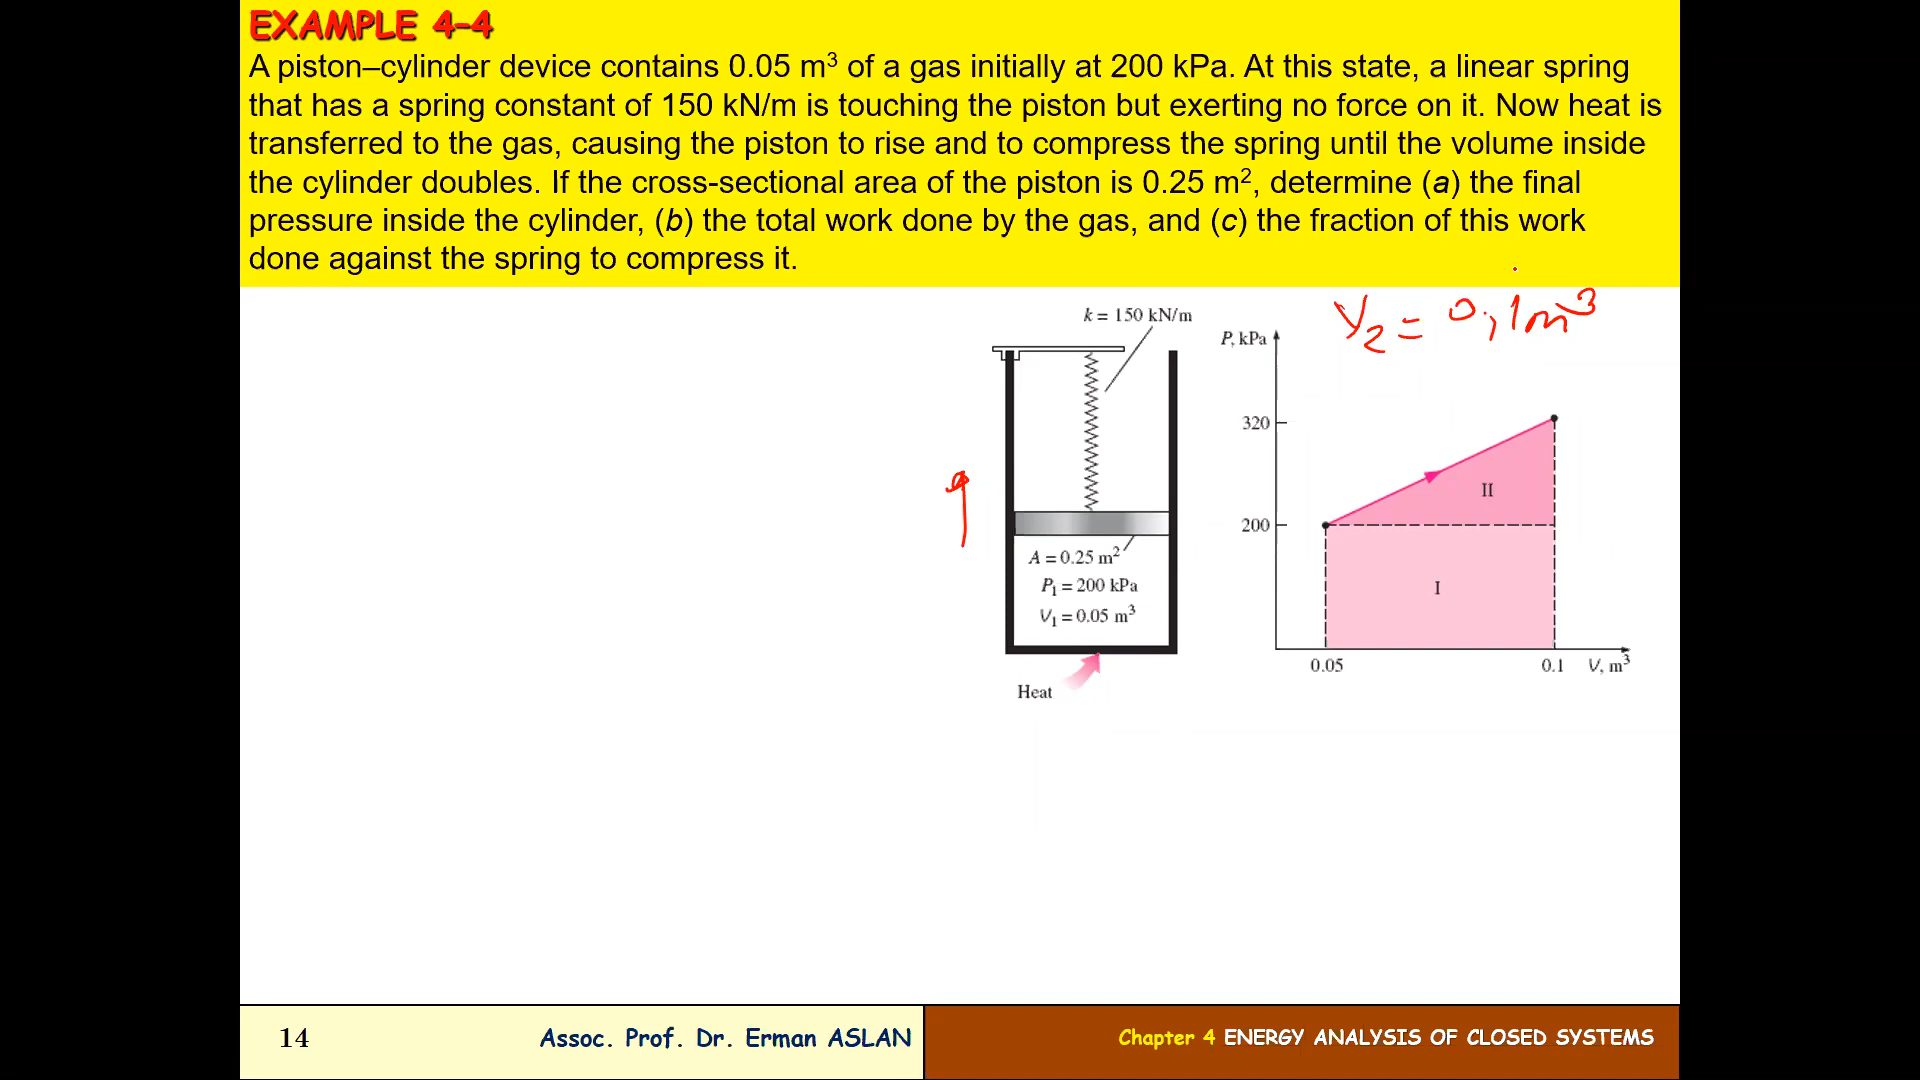 EXAMPLE 4–4
A piston–cylinder device contains 0.05 m³ of a gas initially at 200 kPa. At this state, a linear spring
that has a spring constant of 150 kN/m is touching the piston but exerting no force on it. Now heat is
transferred to the gas, causing the piston to rise and to compress the spring until the volume inside
the cylinder doubles. If the cross-sectional area of the piston is 0.25 m², determine (a) the final
pressure inside the cylinder, (b) the total work done by the gas, and (c) the fraction of this work
done against the spring to compress it.
V₂ = 0,1m³
k = 150 kN/m
P, kPa
320
200
II
I
0.05
0.1
V, m³
A = 0.25 m²
P₁ = 200 kPa
V₁ = 0.05 m³
Heat
14
Assoc. Prof. Dr. Erman ASLAN
Chapter 4 ENERGY ANALYSIS OF CLOSED SYSTEMS